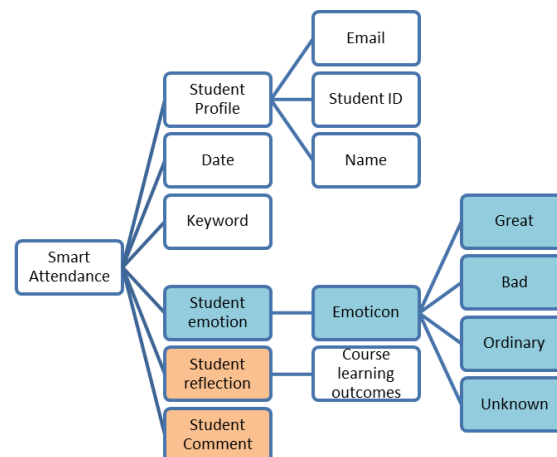 Email
Student
Profile
Student ID
Date
Name
Keyword
Great
Smart
Attendance
Bad
Student
emotion
Emoticon
Ordinary
Student
reflection
Course
learning
outcomes
Unknown
Student
Comment